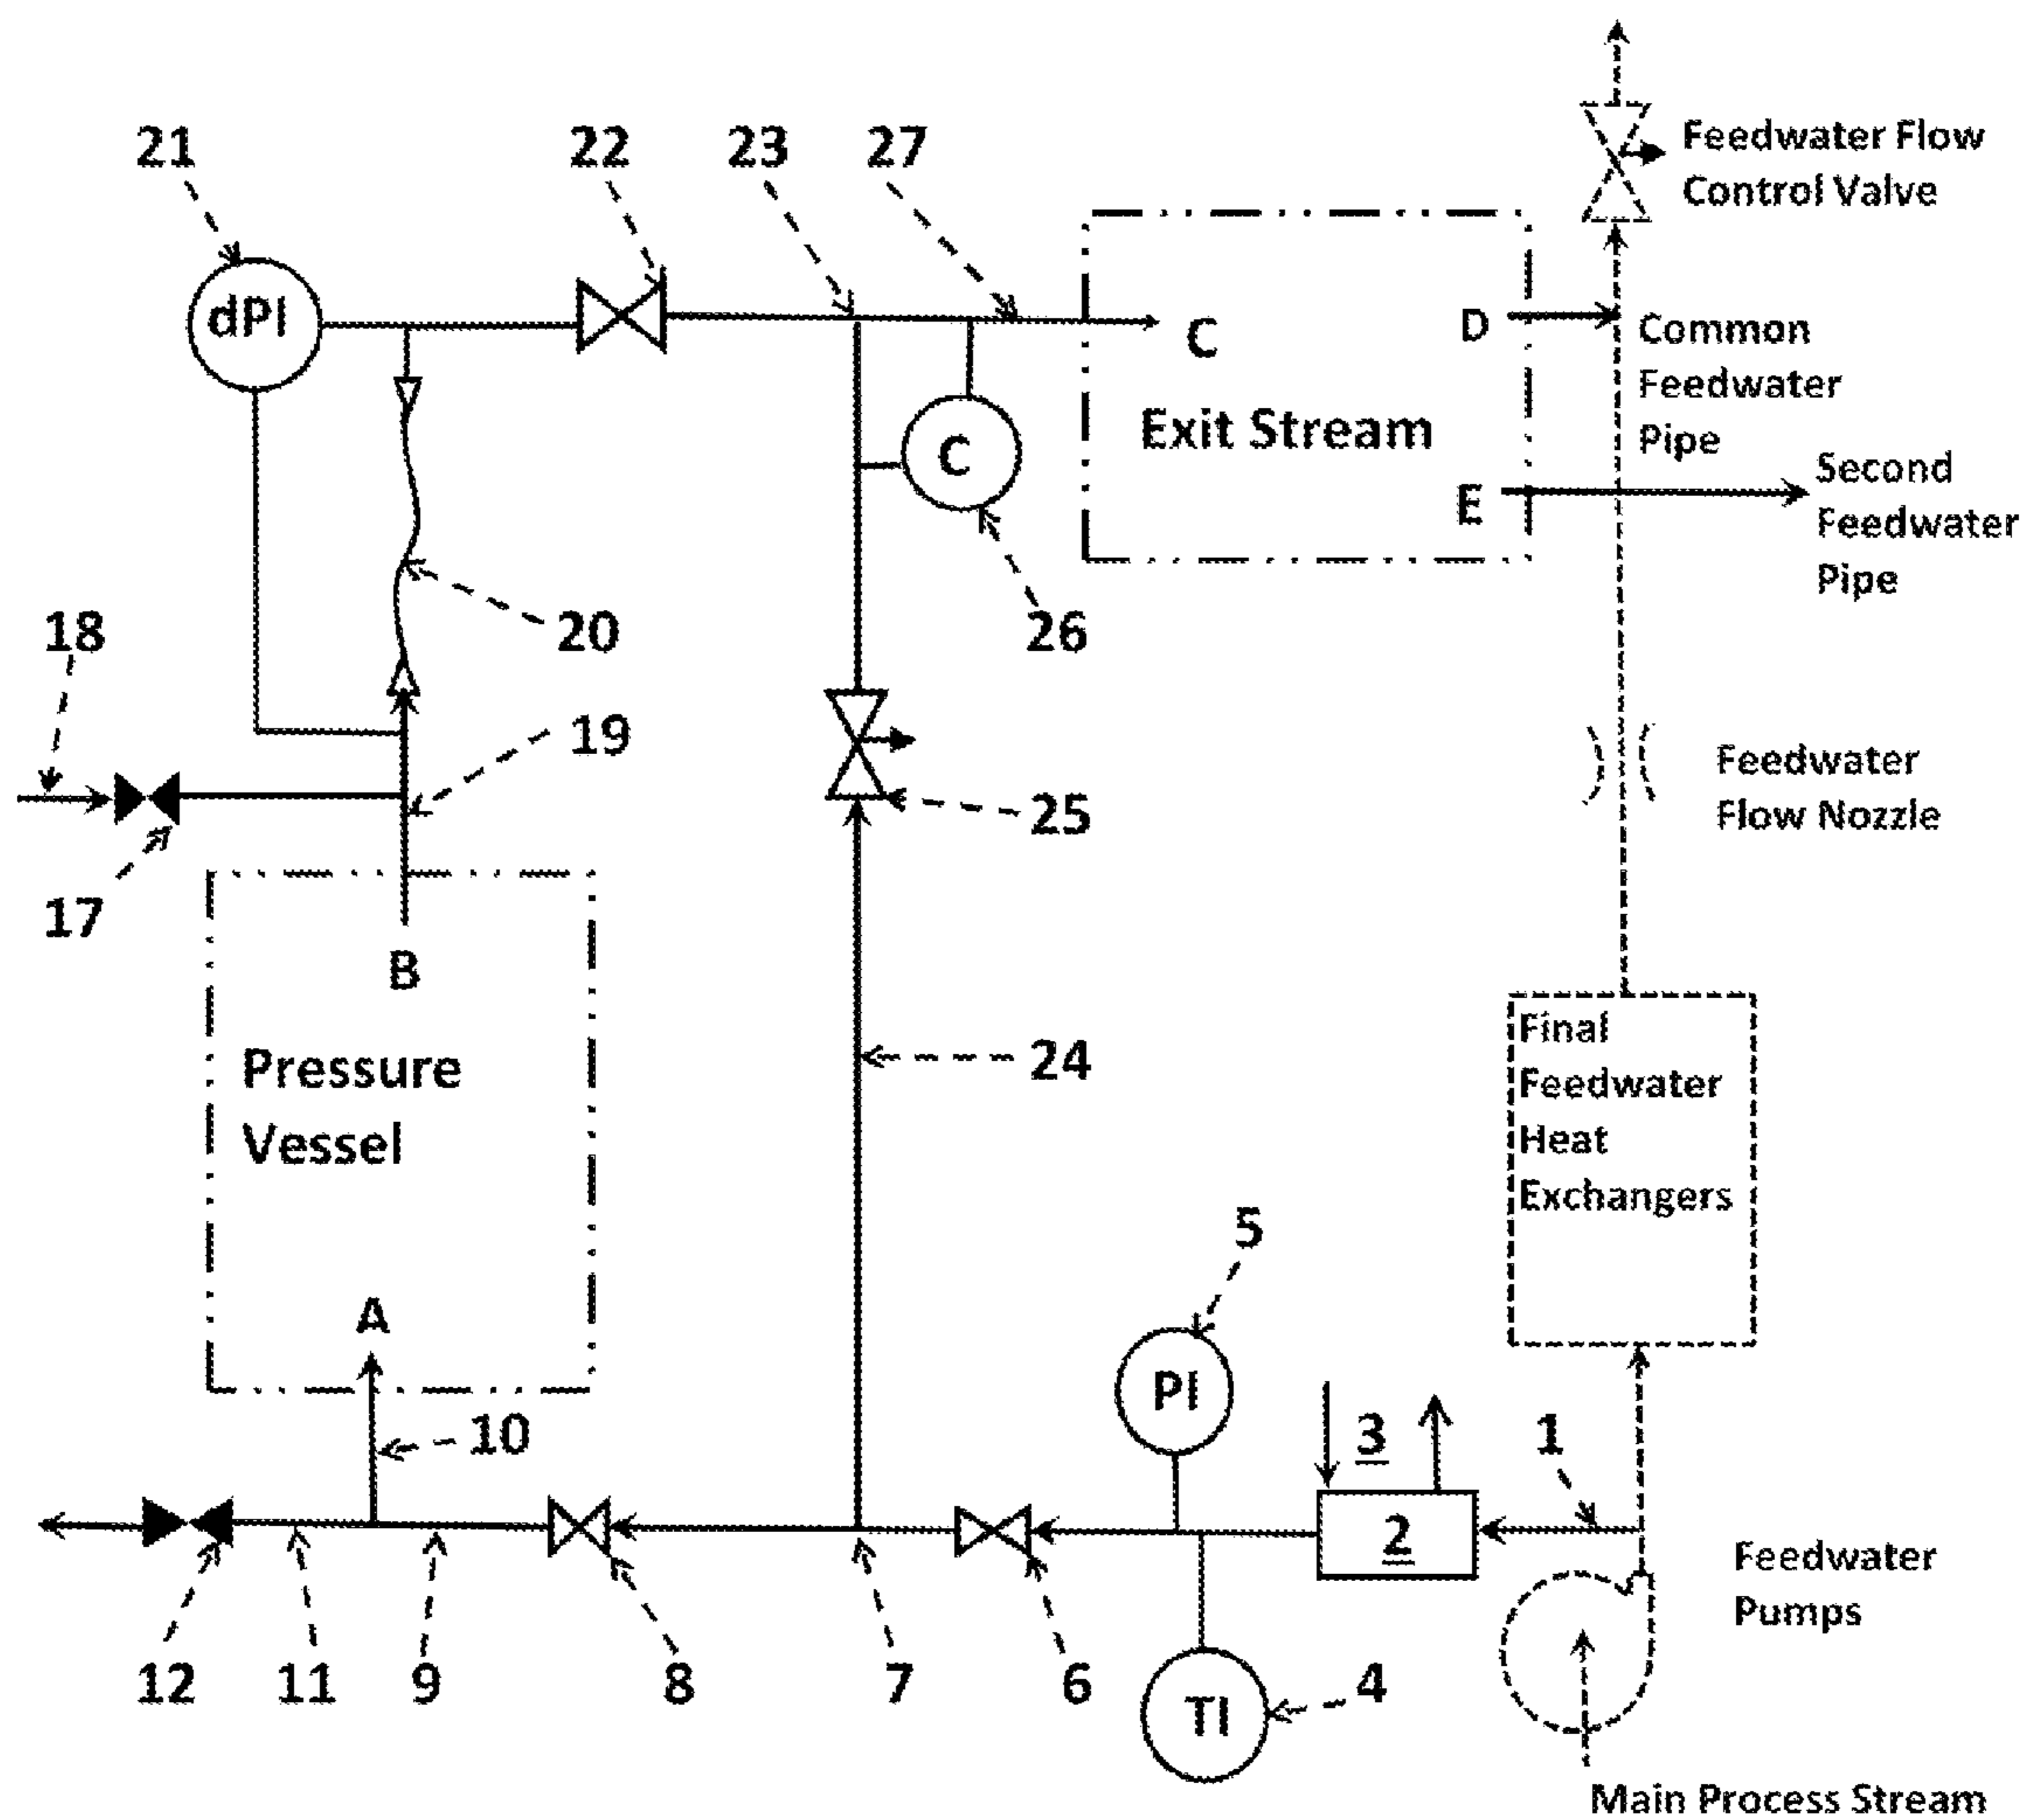 21
22
23
27
Feedwater Flow
Control Valve
dPI
C
D
Common
Feedwater
Pipe
Exit Stream
C
Second
Feedwater
Pipe
E
18
20
26
19
Feedwater
Flow Nozzle
25
17
B
Final
Feedwater
Heat
Exchangers
24
Pressure
Vessel
5
A
PI
10
3
1
2
Feedwater
Pumps
12
11
9
8
7
6
4
TI
Main Process Stream